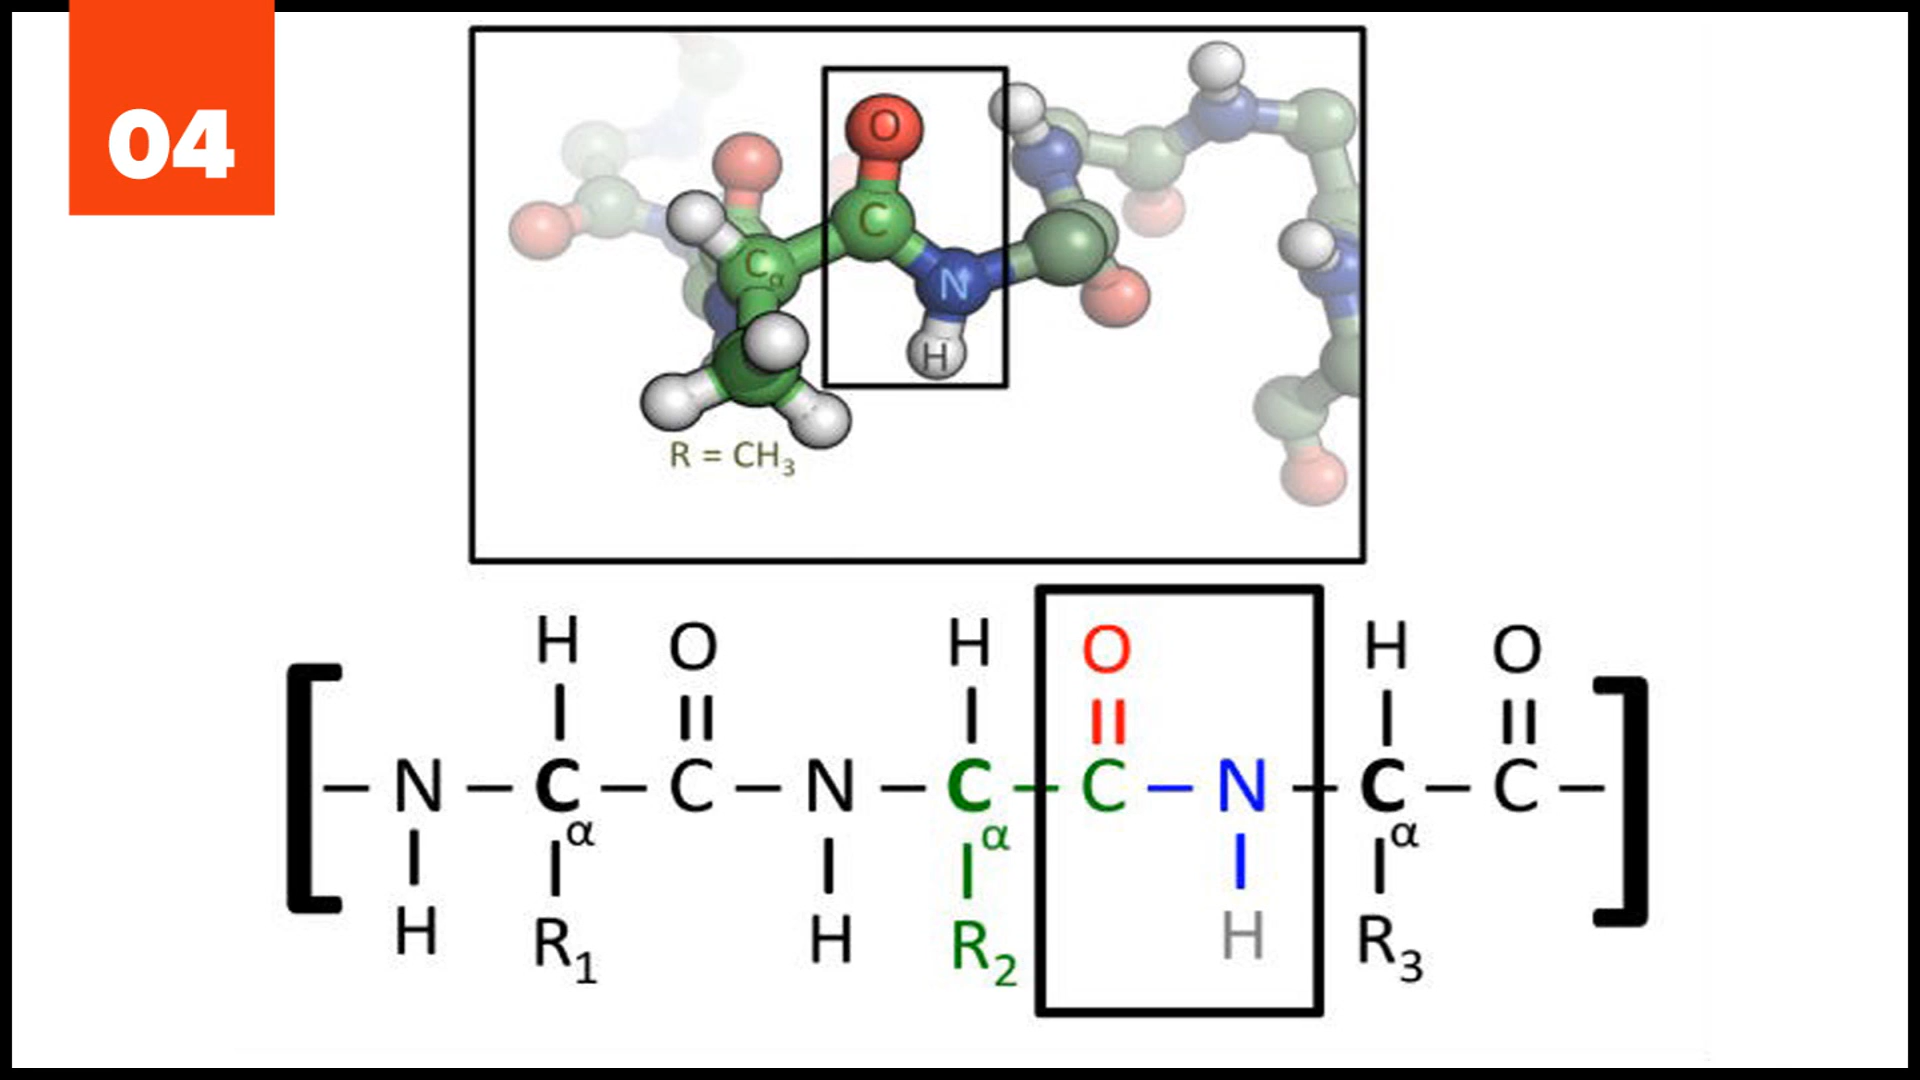 04
O
C
Cα
N
H
R = CH₃
H O H O H O
[ – N – C – C – N – C – C – N – C – C – ]
α α α
H R₁ H R₂ H R₃